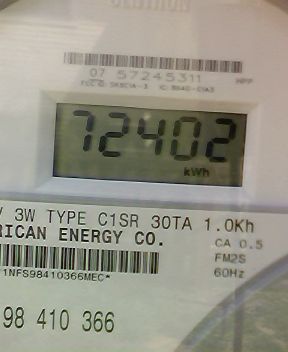 07 57245311
72402
kWh
V 3W TYPE C1SR 30TA 1.0Kh
RICAN ENERGY CO.
CA 0.5
FM2S
60Hz
1NFS98410366MEC*
98 410 366